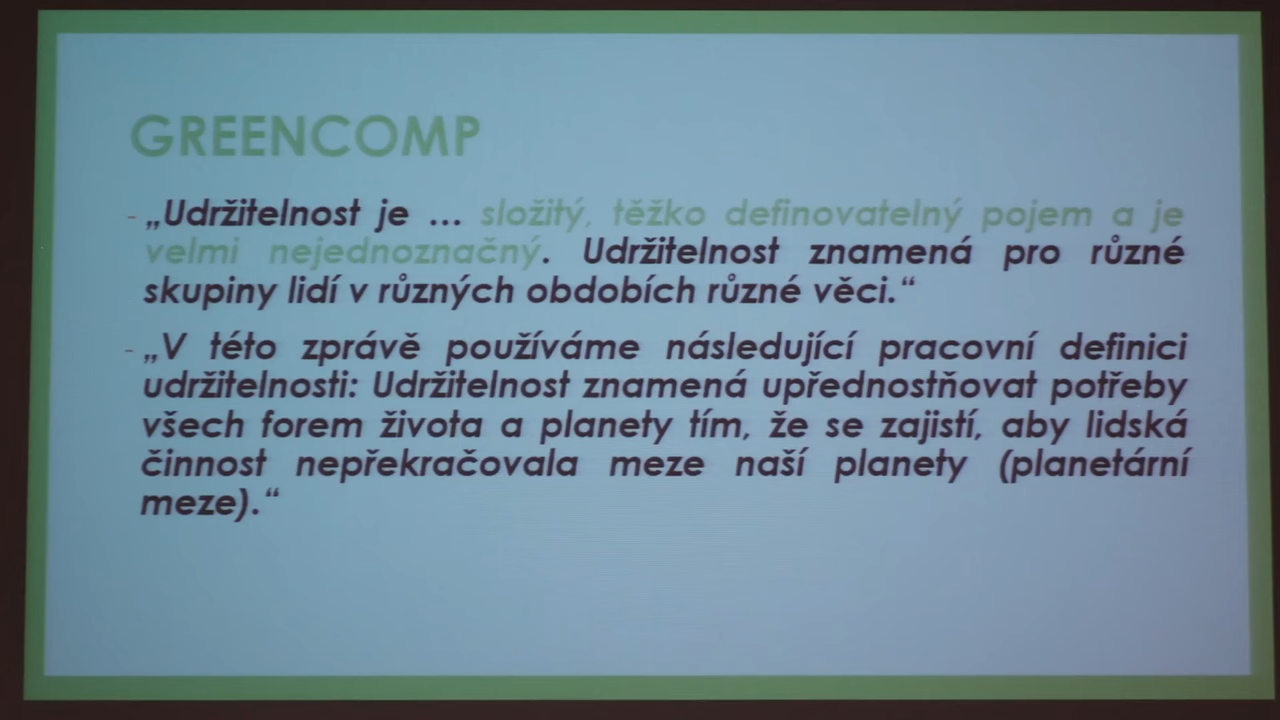 GREENCOMP
- „Udržitelnost je ... složitý, těžko definovatelný pojem a je
velmi nejednoznačný. Udržitelnost znamená pro různé
skupiny lidí v různých obdobích různé věci.“
- „V této zprávě používáme následující pracovní definici
udržitelnosti: Udržitelnost znamená upřednostňovat potřeby
všech forem života a planety tím, že se zajistí, aby lidská
činnost nepřekračovala meze naší planety (planetární
meze).“